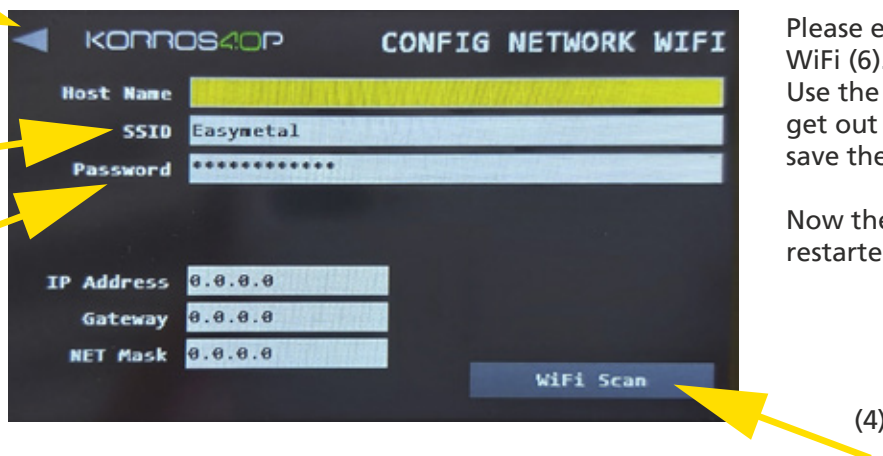 KORROS4.0P CONFIG NETWORK WIFI
Host Name
SSID Easymetal
Password ************
IP Address 0.0.0.0
Gateway 0.0.0.0
NET Mask 0.0.0.0
WiFi Scan
Please e
WiFi (6).
Use the
get out
save the
Now the
restarte
(4)